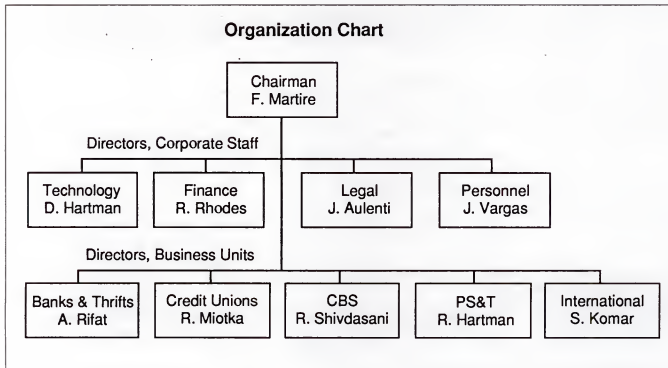 Organization Chart
Chairman
F. Martire
Directors, Corporate Staff
Technology
D. Hartman
Finance
R. Rhodes
Legal
J. Aulenti
Personnel
J. Vargas
Directors, Business Units
Banks & Thrifts
A. Rifat
Credit Unions
R. Miotka
CBS
R. Shivdasani
PS&T
R. Hartman
International
S. Komar